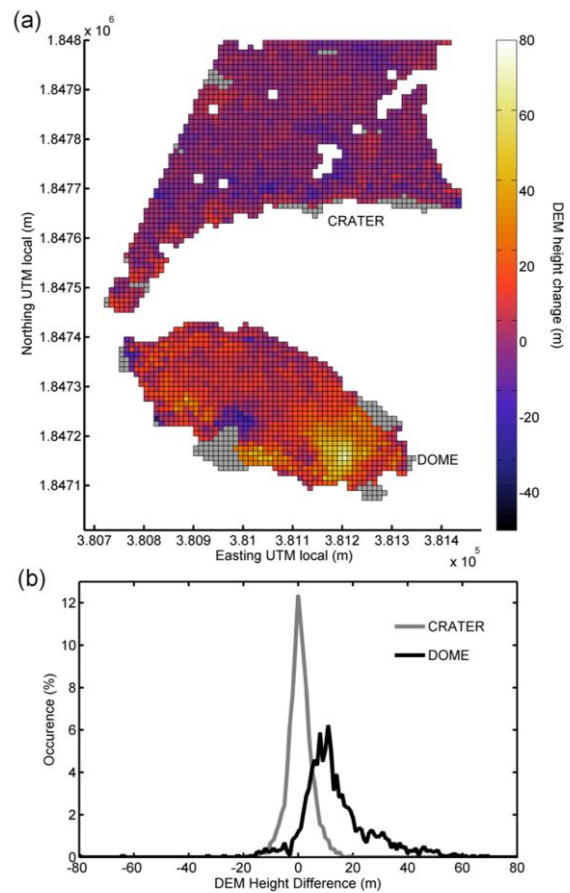 (a)
x 10⁶
1.848
1.8479
1.8478
1.8477
1.8476
1.8475
1.8474
1.8473
1.8472
1.8471
Northing UTM local (m)
CRATER
DOME
3.807 3.808 3.809 3.81 3.811 3.812 3.813 3.814
Easting UTM local (m)
x 10⁵
80
60
40
20
0
-20
-40
DEM height change (m)
(b)
12
10
8
6
4
2
0
Occurence (%)
CRATER
DOME
-80 -60 -40 -20 0 20 40 60 80
DEM Height Difference (m)